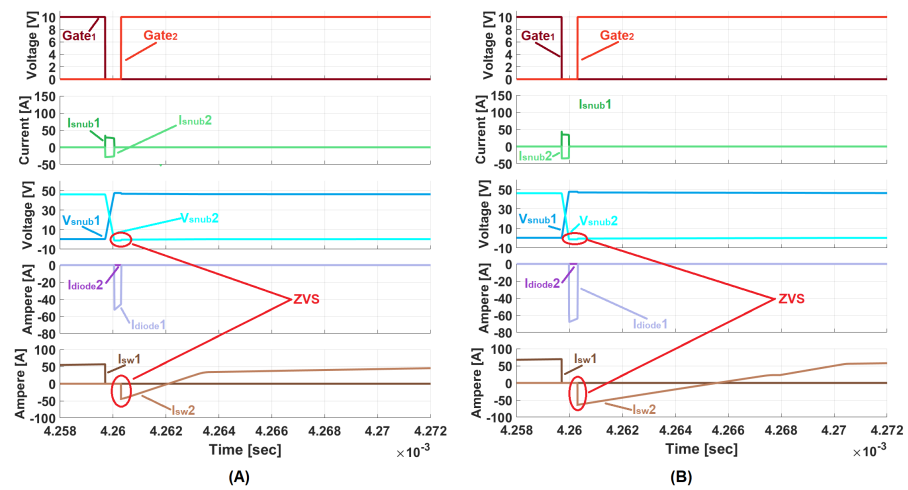 Voltage [V]
10
8
6
4
2
0
Gate1
Gate2
Current [A]
150
100
50
0
-50
Isnub1
Isnub2
Voltage [V]
50
30
10
-10
Vsnub1
Vsnub2
Ampere [A]
0
-20
-40
-60
-80
Idiode2
Idiode1
ZVS
Ampere [A]
100
50
0
-50
-100
Isw1
Isw2
4.258 4.26 4.262 4.264 4.266 4.268 4.27 4.272
Time [sec]
×10⁻³
(A)
Voltage [V]
10
8
6
4
2
0
Gate1
Gate2
Current [A]
150
100
50
0
-50
Isnub1
Isnub2
Voltage [V]
50
30
10
-10
Vsnub1
Vsnub2
Ampere [A]
0
-20
-40
-60
-80
Idiode2
Idiode1
ZVS
Ampere [A]
100
50
0
-50
-100
Isw1
Isw2
4.258 4.26 4.262 4.264 4.266 4.268 4.27 4.272
Time [sec]
×10⁻³
(B)